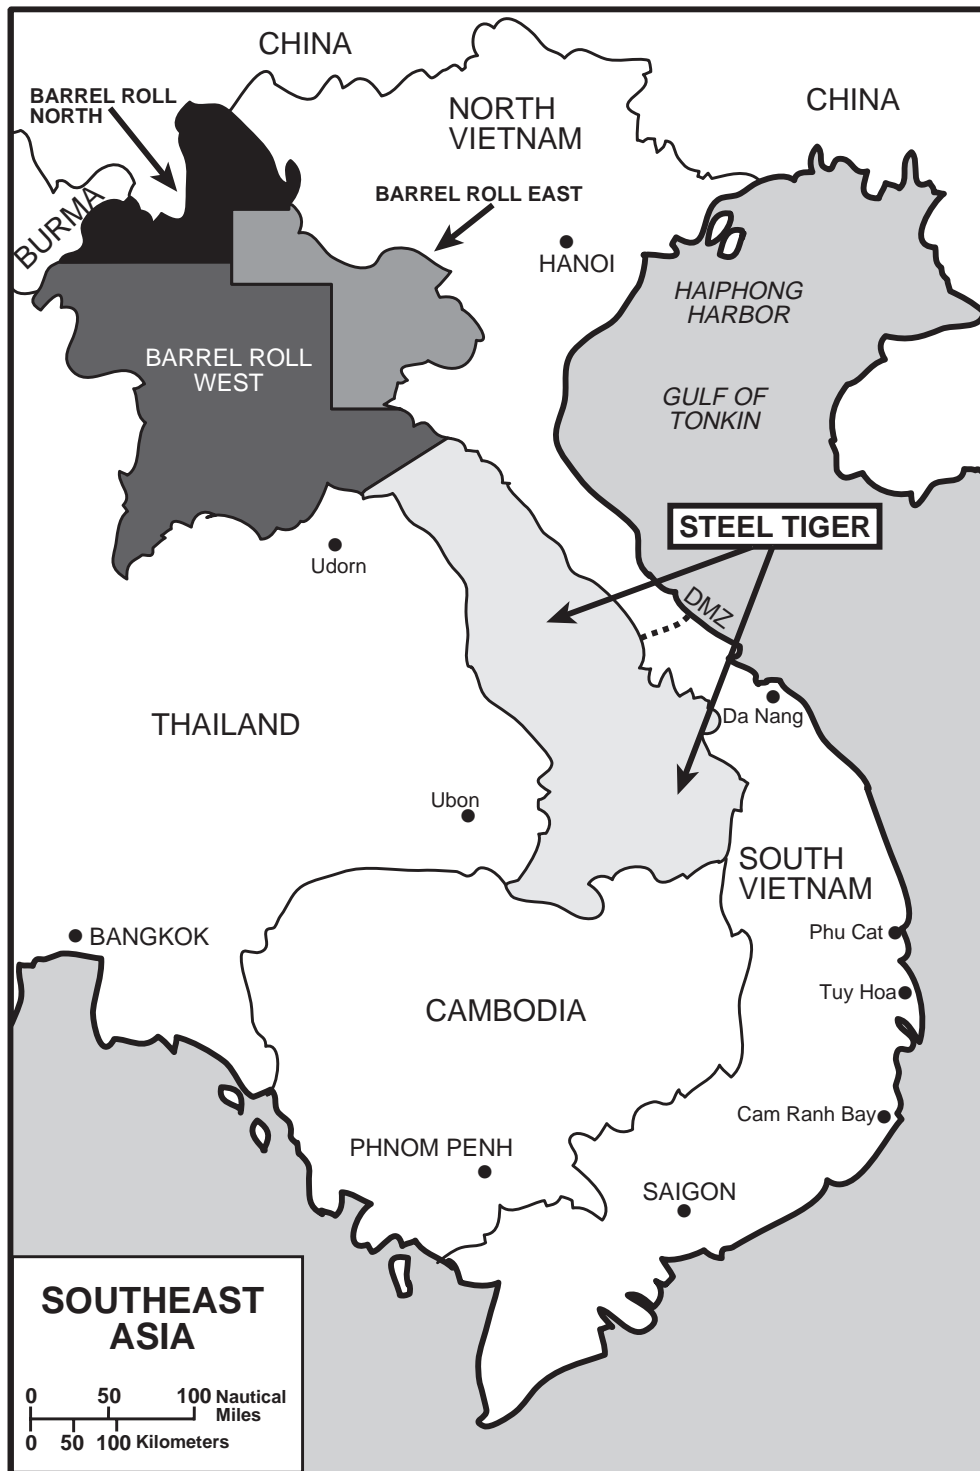 CHINA
BARREL ROLL
NORTH
NORTH
VIETNAM
CHINA
BURMA
BARREL ROLL EAST
HANOI
HAIPHONG
HARBOR
BARREL ROLL
WEST
GULF OF
TONKIN
STEEL TIGER
Udorn
DMZ
THAILAND
Da Nang
Ubon
SOUTH
VIETNAM
BANGKOK
Phu Cat
Tuy Hoa
CAMBODIA
Cam Ranh Bay
PHNOM PENH
SAIGON
SOUTHEAST
ASIA
0 50 100 Nautical
Miles
0 50 100 Kilometers